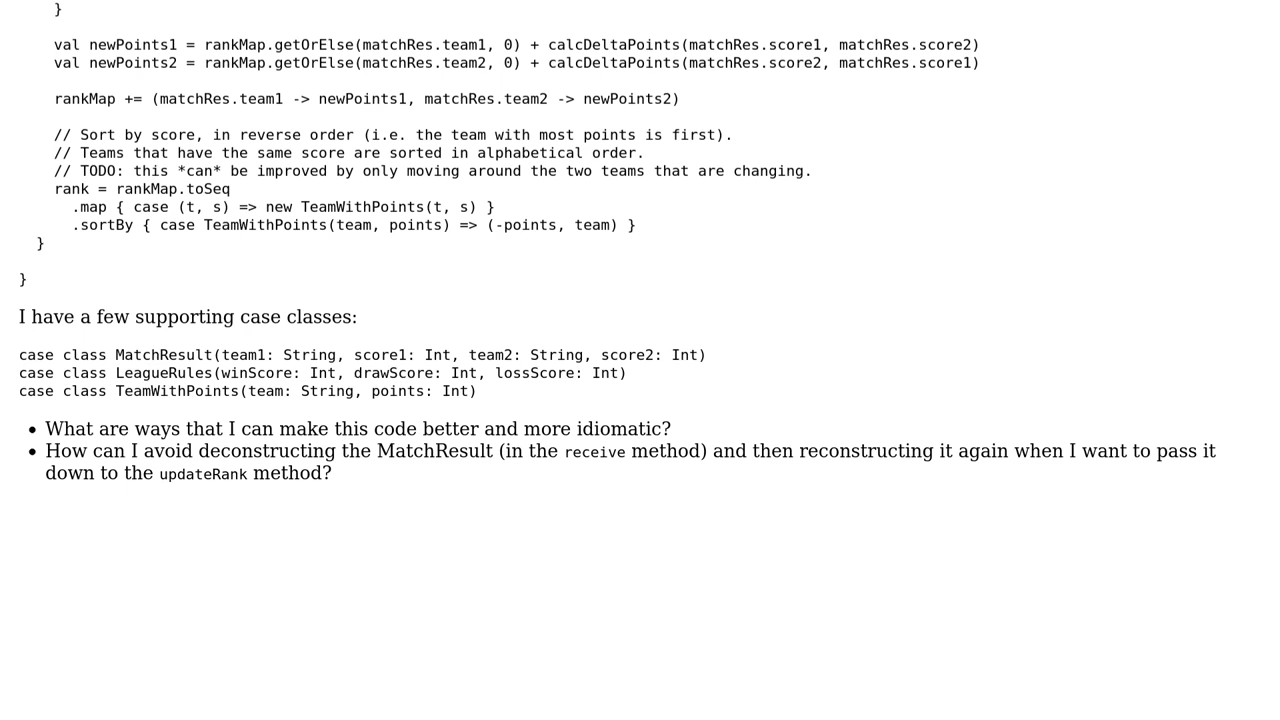 }
val newPoints1 = rankMap.getOrElse(matchRes.team1, 0) + calcDeltaPoints(matchRes.score1, matchRes.score2)
val newPoints2 = rankMap.getOrElse(matchRes.team2, 0) + calcDeltaPoints(matchRes.score2, matchRes.score1)
rankMap += (matchRes.team1 -> newPoints1, matchRes.team2 -> newPoints2)
// Sort by score, in reverse order (i.e. the team with most points is first).
// Teams that have the same score are sorted in alphabetical order.
// TODO: this *can* be improved by only moving around the two teams that are changing.
rank = rankMap.toSeq
.map { case (t, s) => new TeamWithPoints(t, s) }
.sortBy { case TeamWithPoints(team, points) => (-points, team) }
}
}
I have a few supporting case classes:
case class MatchResult(team1: String, score1: Int, team2: String, score2: Int)
case class LeagueRules(winScore: Int, drawScore: Int, lossScore: Int)
case class TeamWithPoints(team: String, points: Int)
• What are ways that I can make this code better and more idiomatic?
• How can I avoid deconstructing the MatchResult (in the receive method) and then reconstructing it again when I want to pass it
down to the updateRank method?